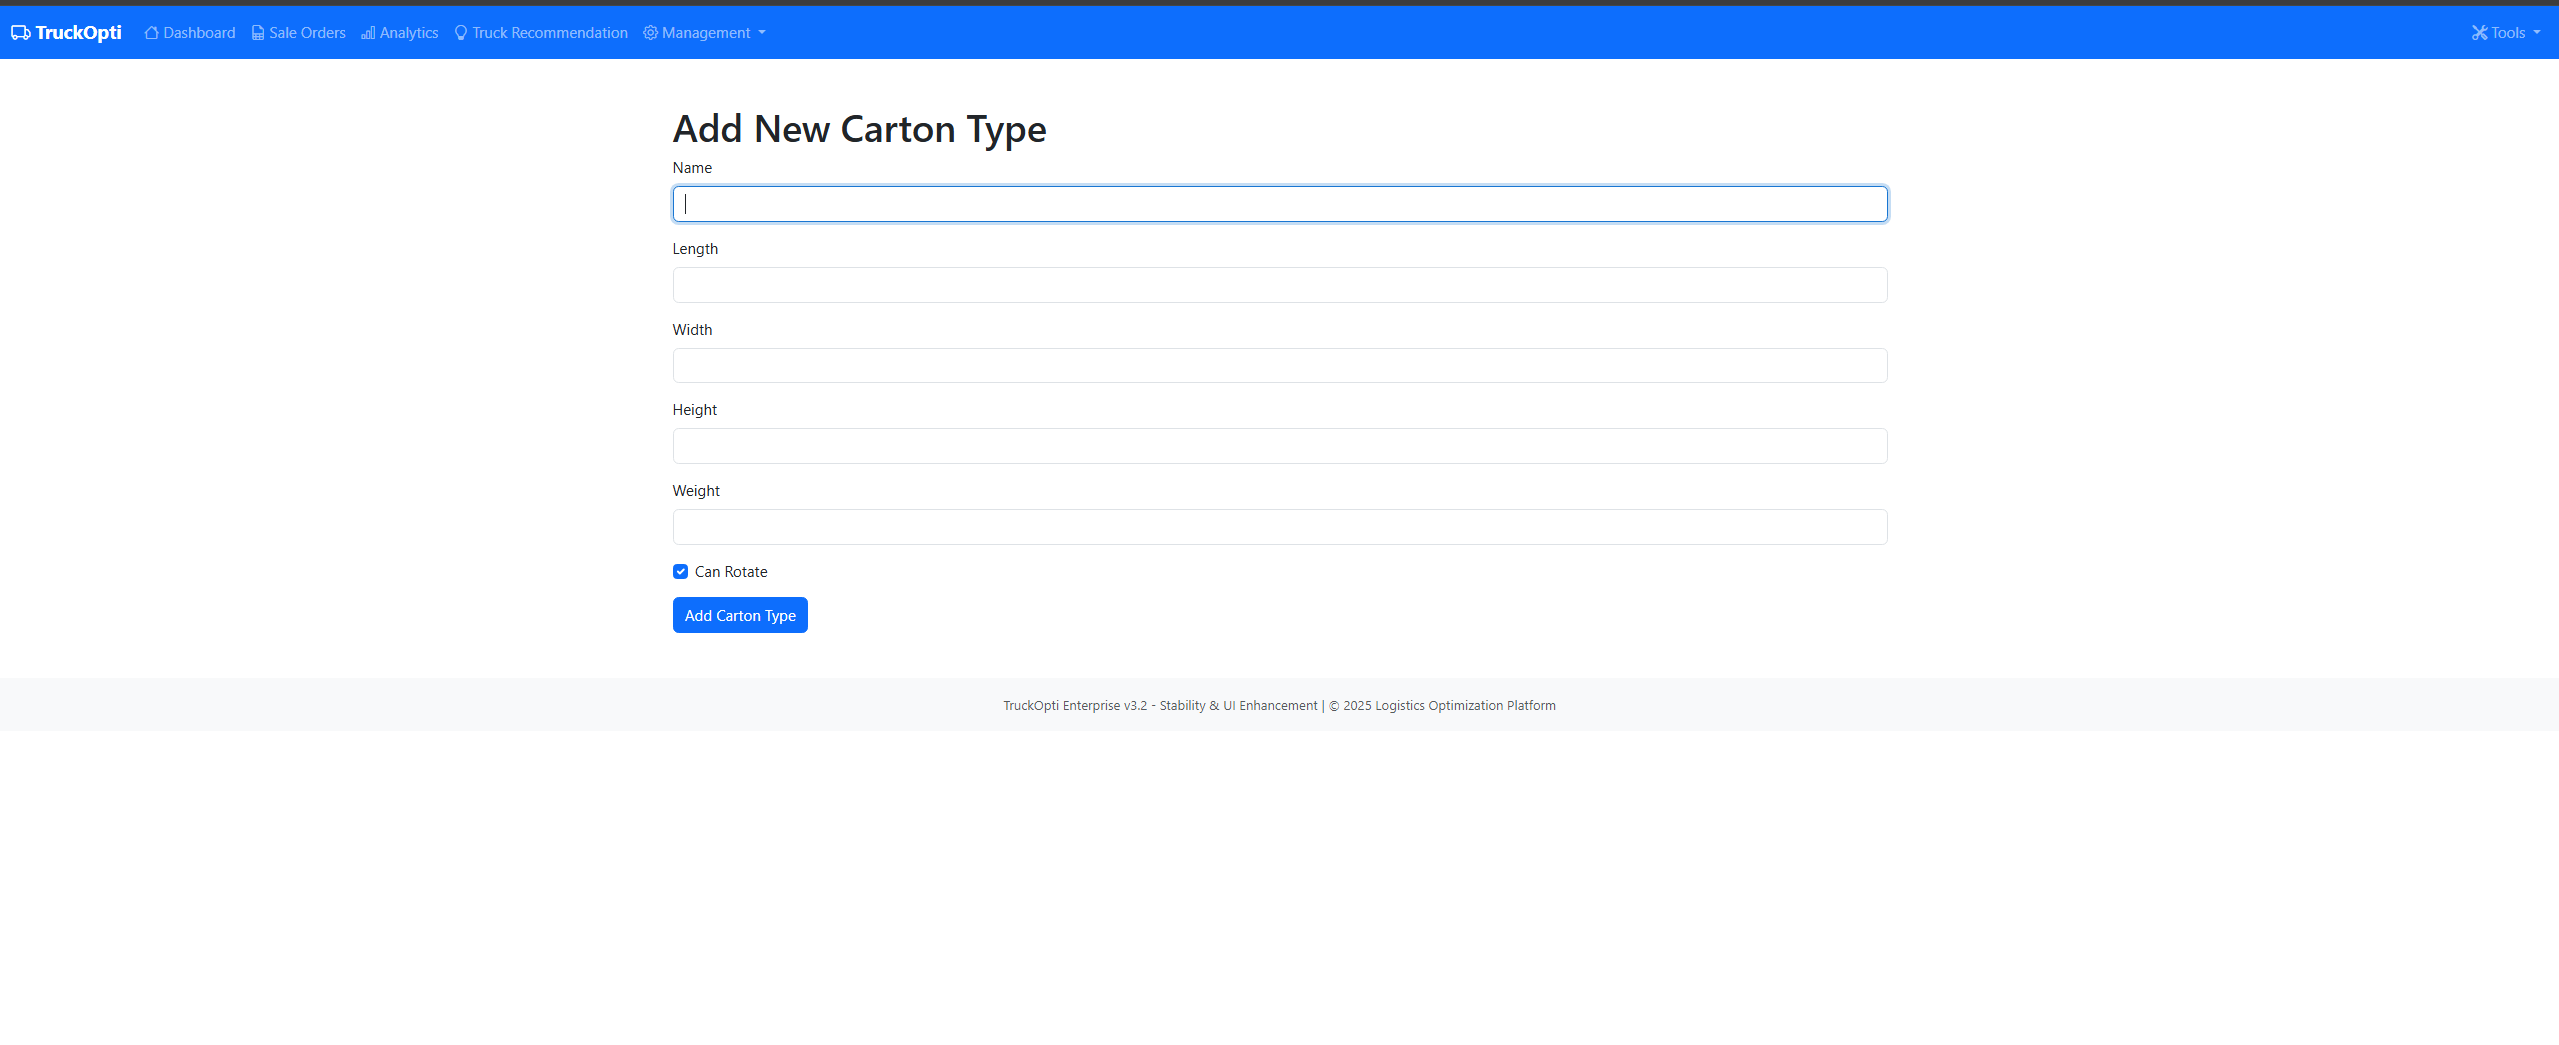 TruckOpti Dashboard Sale Orders Analytics Truck Recommendation Management Tools
Add New Carton Type
Name
Length
Width
Height
Weight
Can Rotate
Add Carton Type
TruckOpti Enterprise v3.2 - Stability & UI Enhancement | © 2025 Logistics Optimization Platform